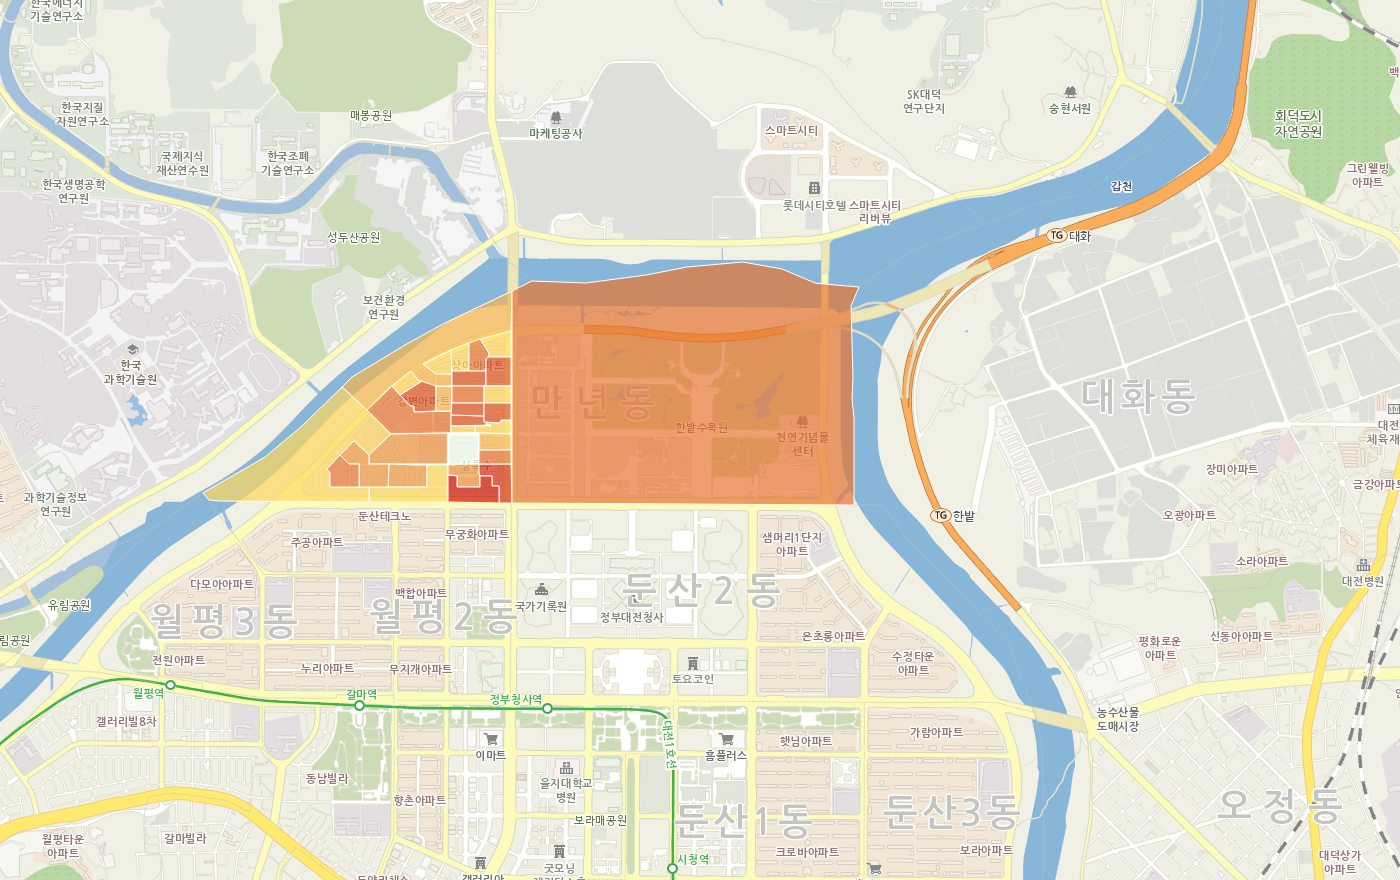 한국에너지
기술연구소
한국지질
자원연구소
매봉공원
마케팅공사
SK대덕
연구단지
숭현서원
스마트시티
회덕도시
자연공원
국제지식
재산연수원
한국조폐
기술연구소
한국생명공학
연구원
그린웰빙
아파트
갑천
롯데시티호텔
스마트시티
리버뷰
성두산공원
TG 대화
보건환경
연구원
한국
과학기술원
강변아파트
만년동
대화동
한밭수목원
천연기념물
센터
장미아파트
금강아파트
과학기술정보
연구원
TG 한밭
오광아파트
둔산테크노
주공아파트
무궁화아파트
샘머리1단지
아파트
소라아파트
대전병원
다모아아파트
백합아파트
국가기록원
둔산2동
정부대전청사
유림공원
월평3동
월평2동
은초롱아파트
평화로운
아파트
신동아아파트
전원아파트
누리아파트
무지개아파트
토요코인
수정타운
아파트
월평역
갈마역
정부청사역
갤러리빌8차
대전1호선
농수산물
도매시장
이마트
홈플러스
햇님아파트
가람아파트
동남빌라
을지대학교
병원
향촌아파트
보라매공원
둔산1동
둔산3동
오정동
월평타운
아파트
갈마빌라
시청역
크로바아파트
보라아파트
대덕상가
아파트
갤러리아
굿모닝